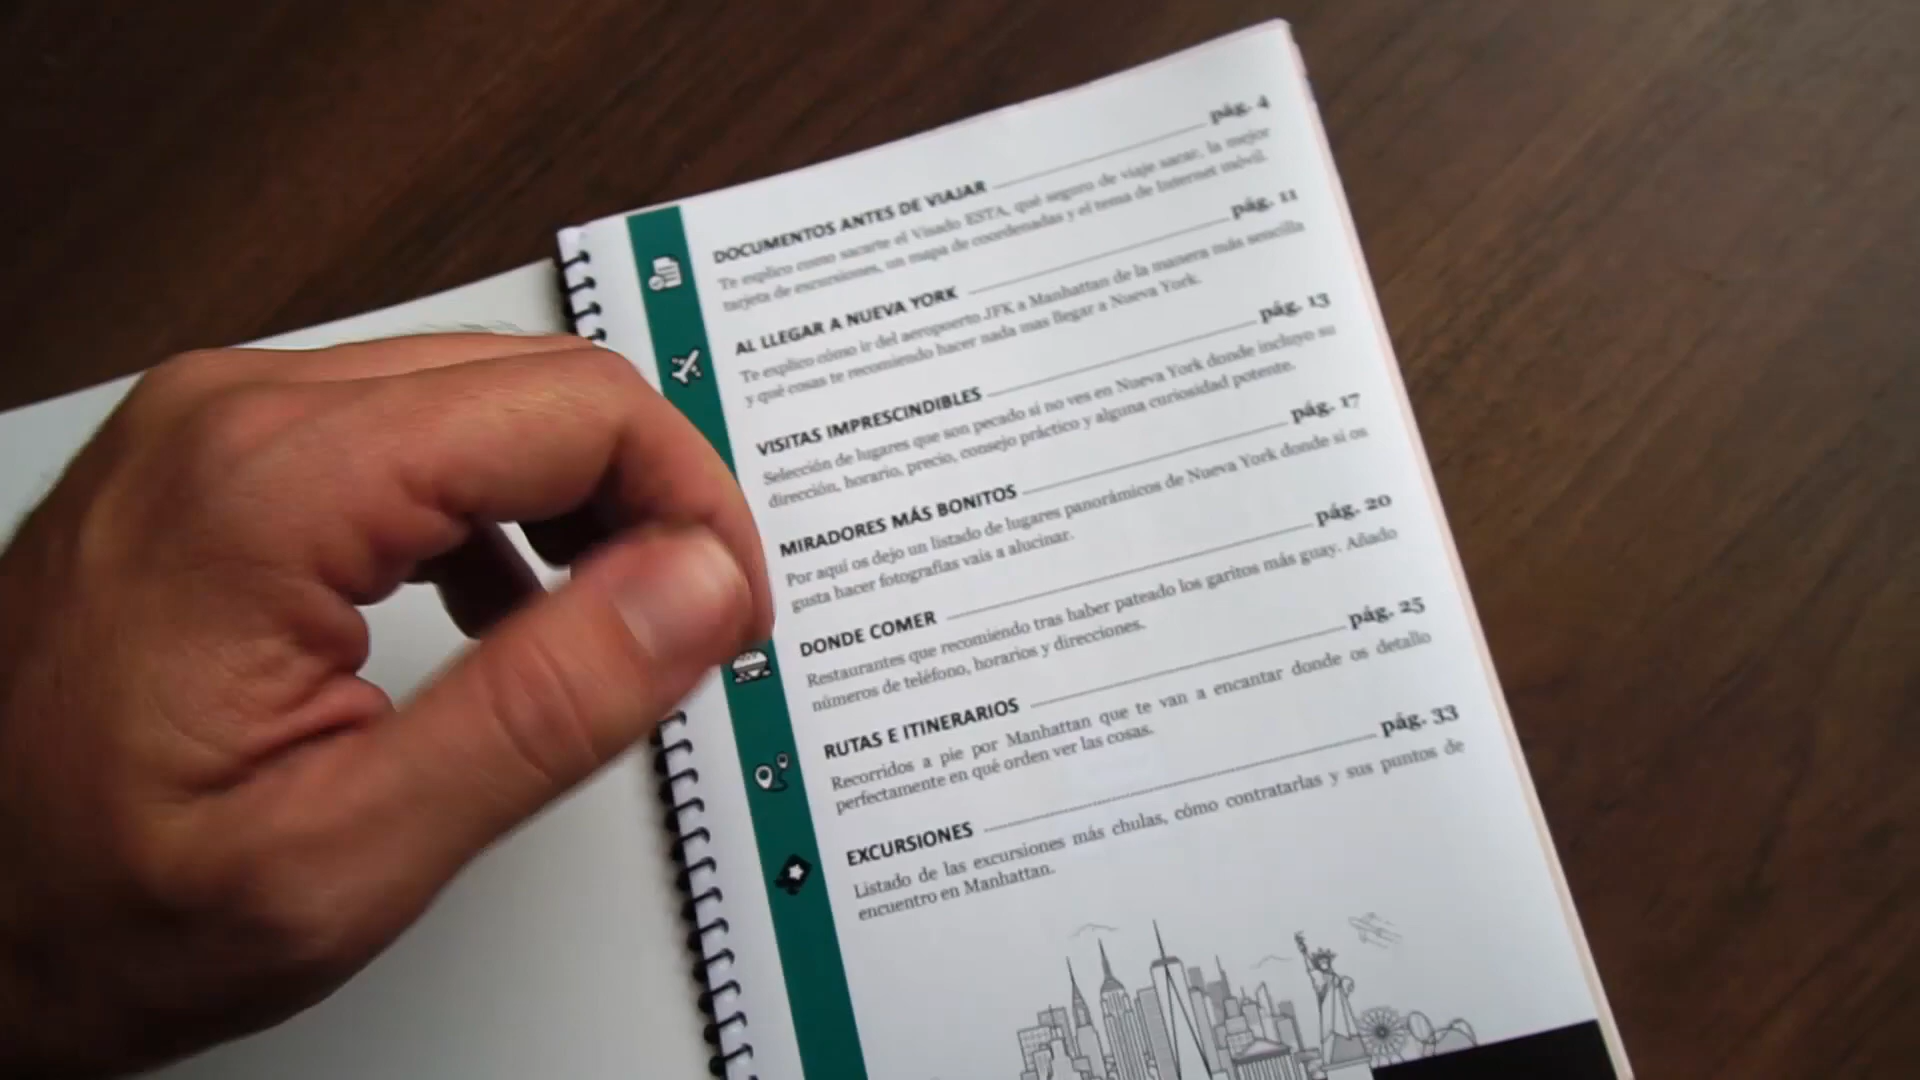 DOCUMENTOS ANTES DE VIAJAR pág. 4
Te explico como sacarte el Visado ESTA, qué seguro de viaje sacar, la mejor
tarjeta de excursiones, un mapa de coordenadas y el tema de Internet móvil.
AL LLEGAR A NUEVA YORK pág. 11
Te explico cómo ir del aeropuerto JFK a Manhattan de la manera más sencilla
y qué cosas te recomiendo hacer nada mas llegar a Nueva York.
VISITAS IMPRESCINDIBLES pág. 13
Selección de lugares que son pecado si no ves en Nueva York donde incluyo su
dirección, horario, precio, consejo práctico y alguna curiosidad potente.
MIRADORES MÁS BONITOS pág. 17
Por aquí os dejo un listado de lugares panorámicos de Nueva York donde si os
gusta hacer fotografías vais a alucinar.
DONDE COMER pág. 20
Restaurantes que recomiendo tras haber pateado los garitos más guay. Añado
números de teléfono, horarios y direcciones.
RUTAS E ITINERARIOS pág. 25
Recorridos a pie por Manhattan que te van a encantar donde os detallo
perfectamente en qué orden ver las cosas.
EXCURSIONES pág. 33
Listado de las excursiones más chulas, cómo contratarlas y sus puntos de
encuentro en Manhattan.